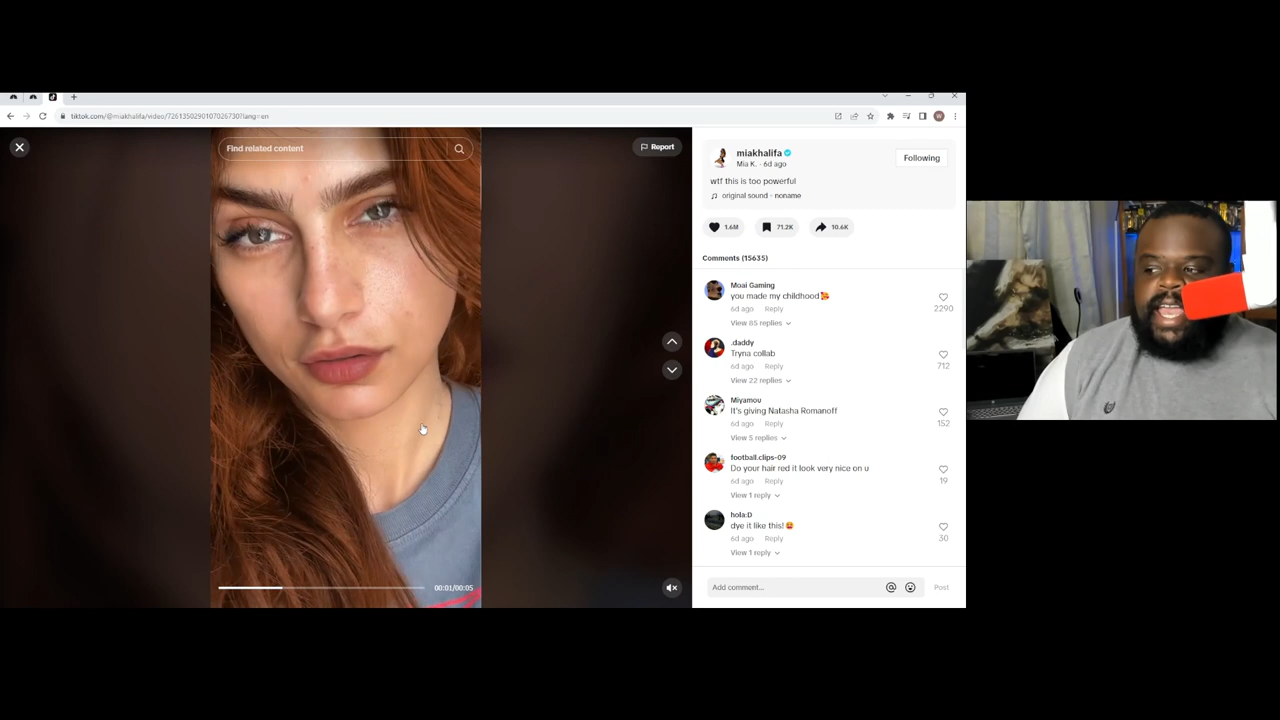 tiktok.com/@miakhalifa/video/7261350290107026730?lang=en
W
Find related content
Report
miakhalifa
Mia K. · 6d ago
Following
wtf this is too powerful
original sound - noname
1.6M
71.2K
10.6K
Comments (15635)
Moai Gaming
you made my childhood🥰
6d ago Reply
2290
View 85 replies
.daddy
Tryna collab
6d ago Reply
712
View 22 replies
Miyamou
It's giving Natasha Romanoff
6d ago Reply
152
View 5 replies
football.clips-09
Do your hair red it look very nice on u
6d ago Reply
19
View 1 reply
hola:D
dye it like this!🤩
6d ago Reply
30
View 1 reply
00:01/00:05
Add comment...
Post